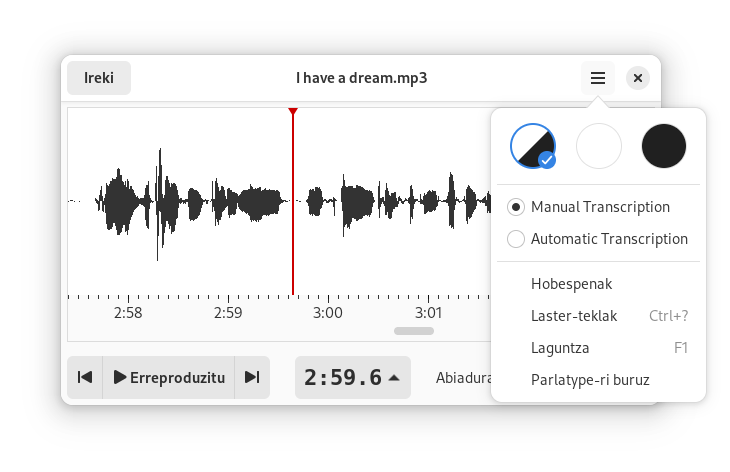 Ireki
I have a dream.mp3
Manual Transcription
Automatic Transcription
Hobespenak
Laster-teklak Ctrl+?
Laguntza F1
Parlatype-ri buruz
2:58 2:59 3:00 3:01
Erreproduzitu 2:59.6 Abiadura